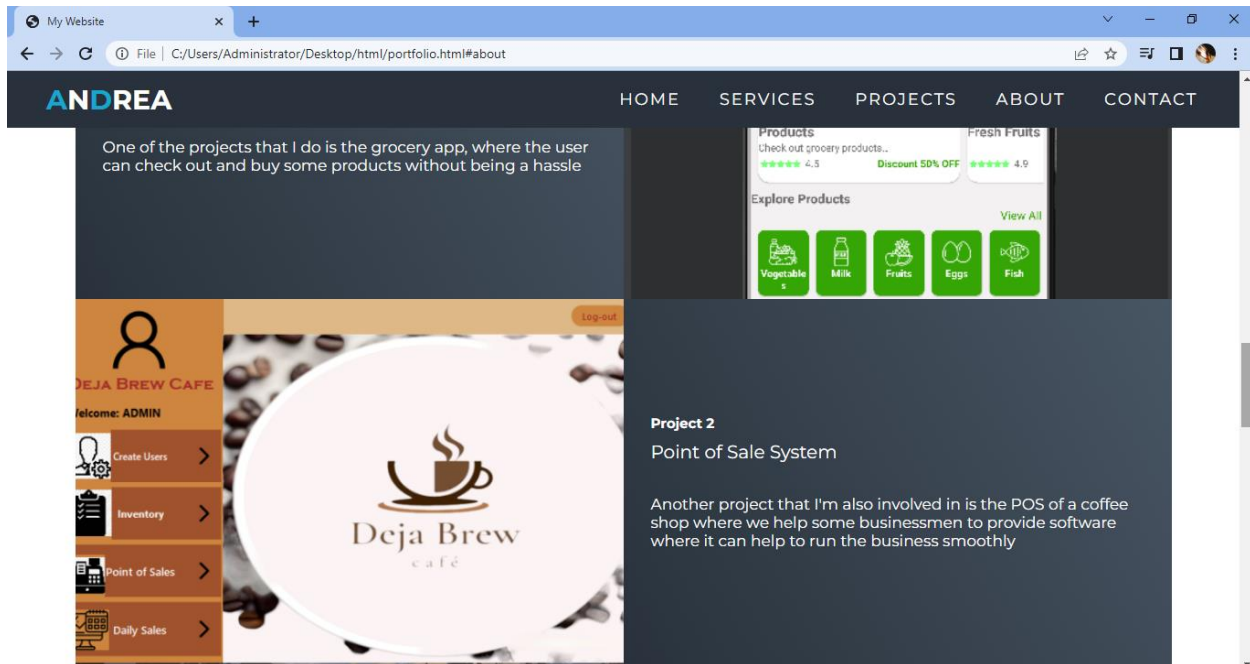 My Website
File | C:/Users/Administrator/Desktop/html/portfolio.html#about
ANDREA
HOME SERVICES PROJECTS ABOUT CONTACT
One of the projects that I do is the grocery app, where the user
can check out and buy some products without being a hassle
Products
Check out groery products...
4.5 Discount 50% OFF
Fresh Fruits
4.9
Explore Products
View All
Vegetable
s
Milk
Fruits
Eggs
Fish
Log-out
DEJA BREW CAFE
Welcome: ADMIN
Create Users
Inventory
Point of Sales
Daily Sales
Deja Brew
café
Project 2
Point of Sale System
Another project that I'm also involved in is the POS of a coffee
shop where we help some businessmen to provide software
where it can help to run the business smoothly